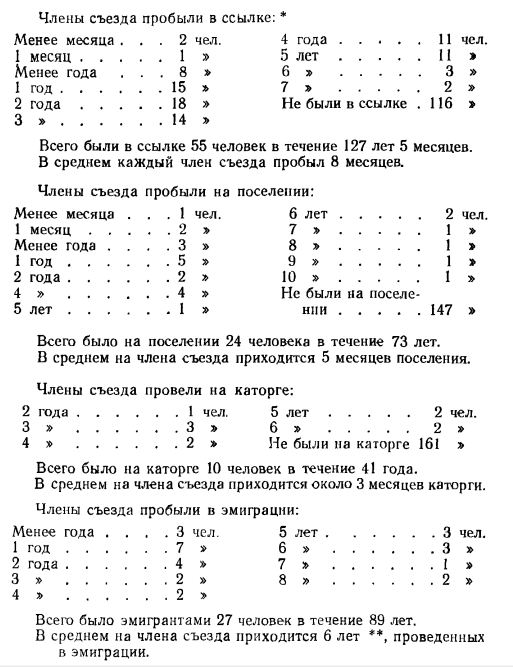 Члены съезда пробыли в ссылке: *
Менее месяца . . . 2 чел.
1 месяц . . . . . 1 »
Менее года . . . 8 »
1 год . . . . . . 15 »
2 года . . . . . . 18 »
3 » . . . . . . 14 »
4 года . . . . . 11 чел.
5 лет . . . . . 11 »
6 » . . . . . 3 »
7 » . . . . . 2 »
Не были в ссылке . 116 »
Всего были в ссылке 55 человек в течение 127 лет 5 месяцев.
В среднем каждый член съезда пробыл 8 месяцев.
Члены съезда пробыли на поселении:
Менее месяца . . . 1 чел.
1 месяц . . . . . 2 »
Менее года . . . . 3 »
1 год . . . . . . 5 »
2 года . . . . . . 2 »
4 » . . . . . . 4 »
5 лет . . . . . . 1 »
6 лет . . . . . 2 чел.
7 » . . . . . 1 »
8 » . . . . . 1 »
9 » . . . . . 1 »
10 » . . . . . 1 »
Не были на поселе-
нии . . . . . 147 »
Всего было на поселении 24 человека в течение 73 лет.
В среднем на члена съезда приходится 5 месяцев поселения.
Члены съезда провели на каторге:
2 года . . . . . . 1 чел.
3 » . . . . . . 3 »
4 » . . . . . . 2 »
5 лет . . . . . 2 чел.
6 » . . . . . 2 »
Не были на каторге 161 »
Всего было на каторге 10 человек в течение 41 года.
В среднем на члена съезда приходится около 3 месяцев каторги.
Члены съезда пробыли в эмиграции:
Менее года . . . . 3 чел.
1 год . . . . . . 7 »
2 года . . . . . . 4 »
3 » . . . . . . 2 »
4 » . . . . . . 2 »
5 лет . . . . . . 3 чел.
6 » . . . . . 3 »
7 » . . . . . 1 »
8 » . . . . . 2 »
Всего было эмигрантами 27 человек в течение 89 лет.
В среднем на члена съезда приходится 6 лет **, проведенных
в эмиграции.